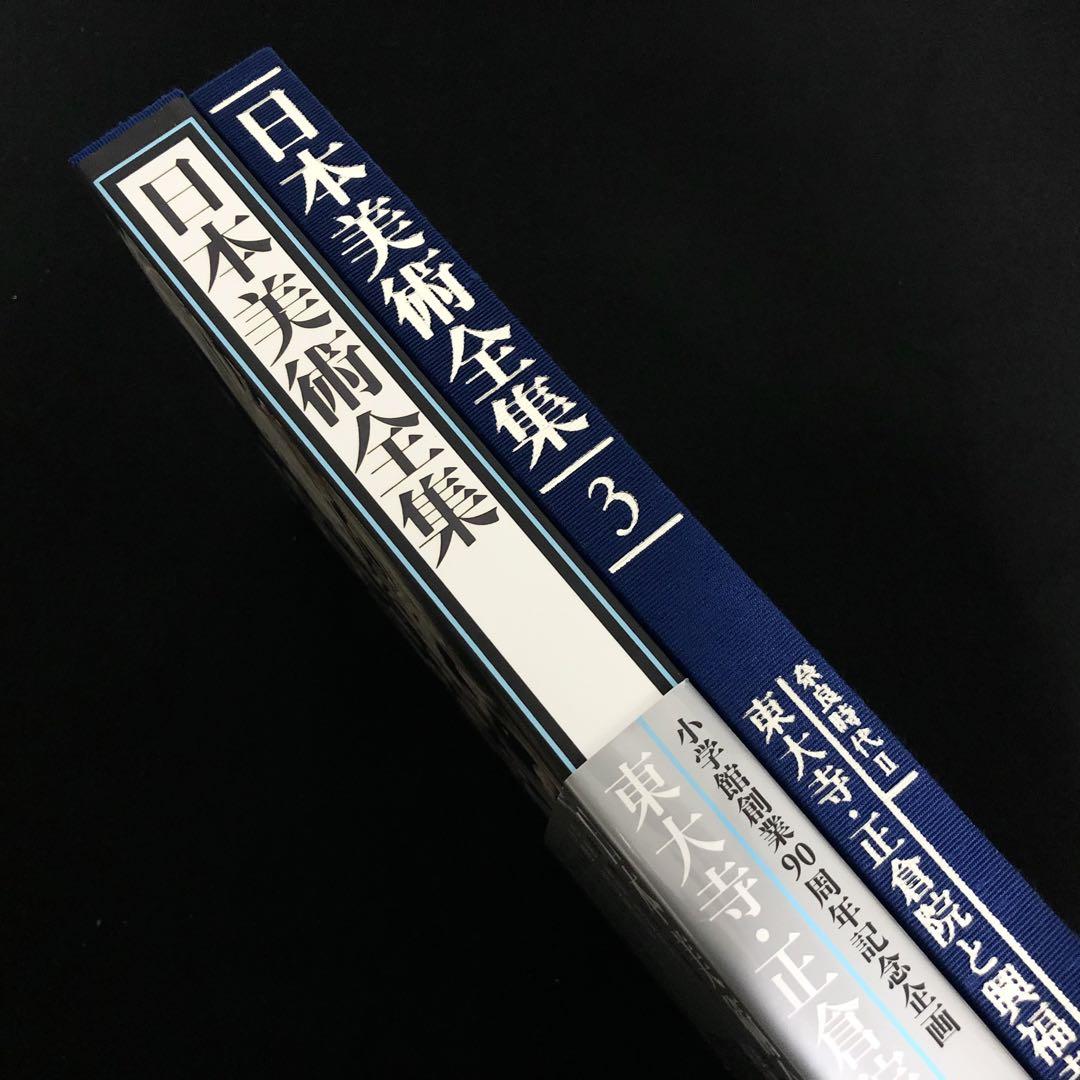 日本美術全集
3
奈良時代II
東大寺・正倉院と興福
日本美術全集
小学館創業90周年記念企画
東大寺・正倉